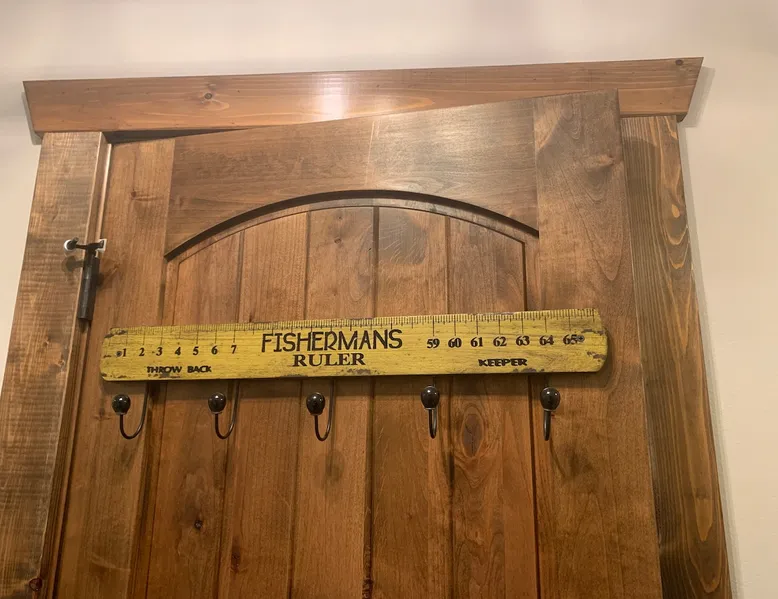 1 2 3 4 5 6 7 FISHERMANS 59 60 61 62 63 64 65
RULER
THROW BACK KEEPER